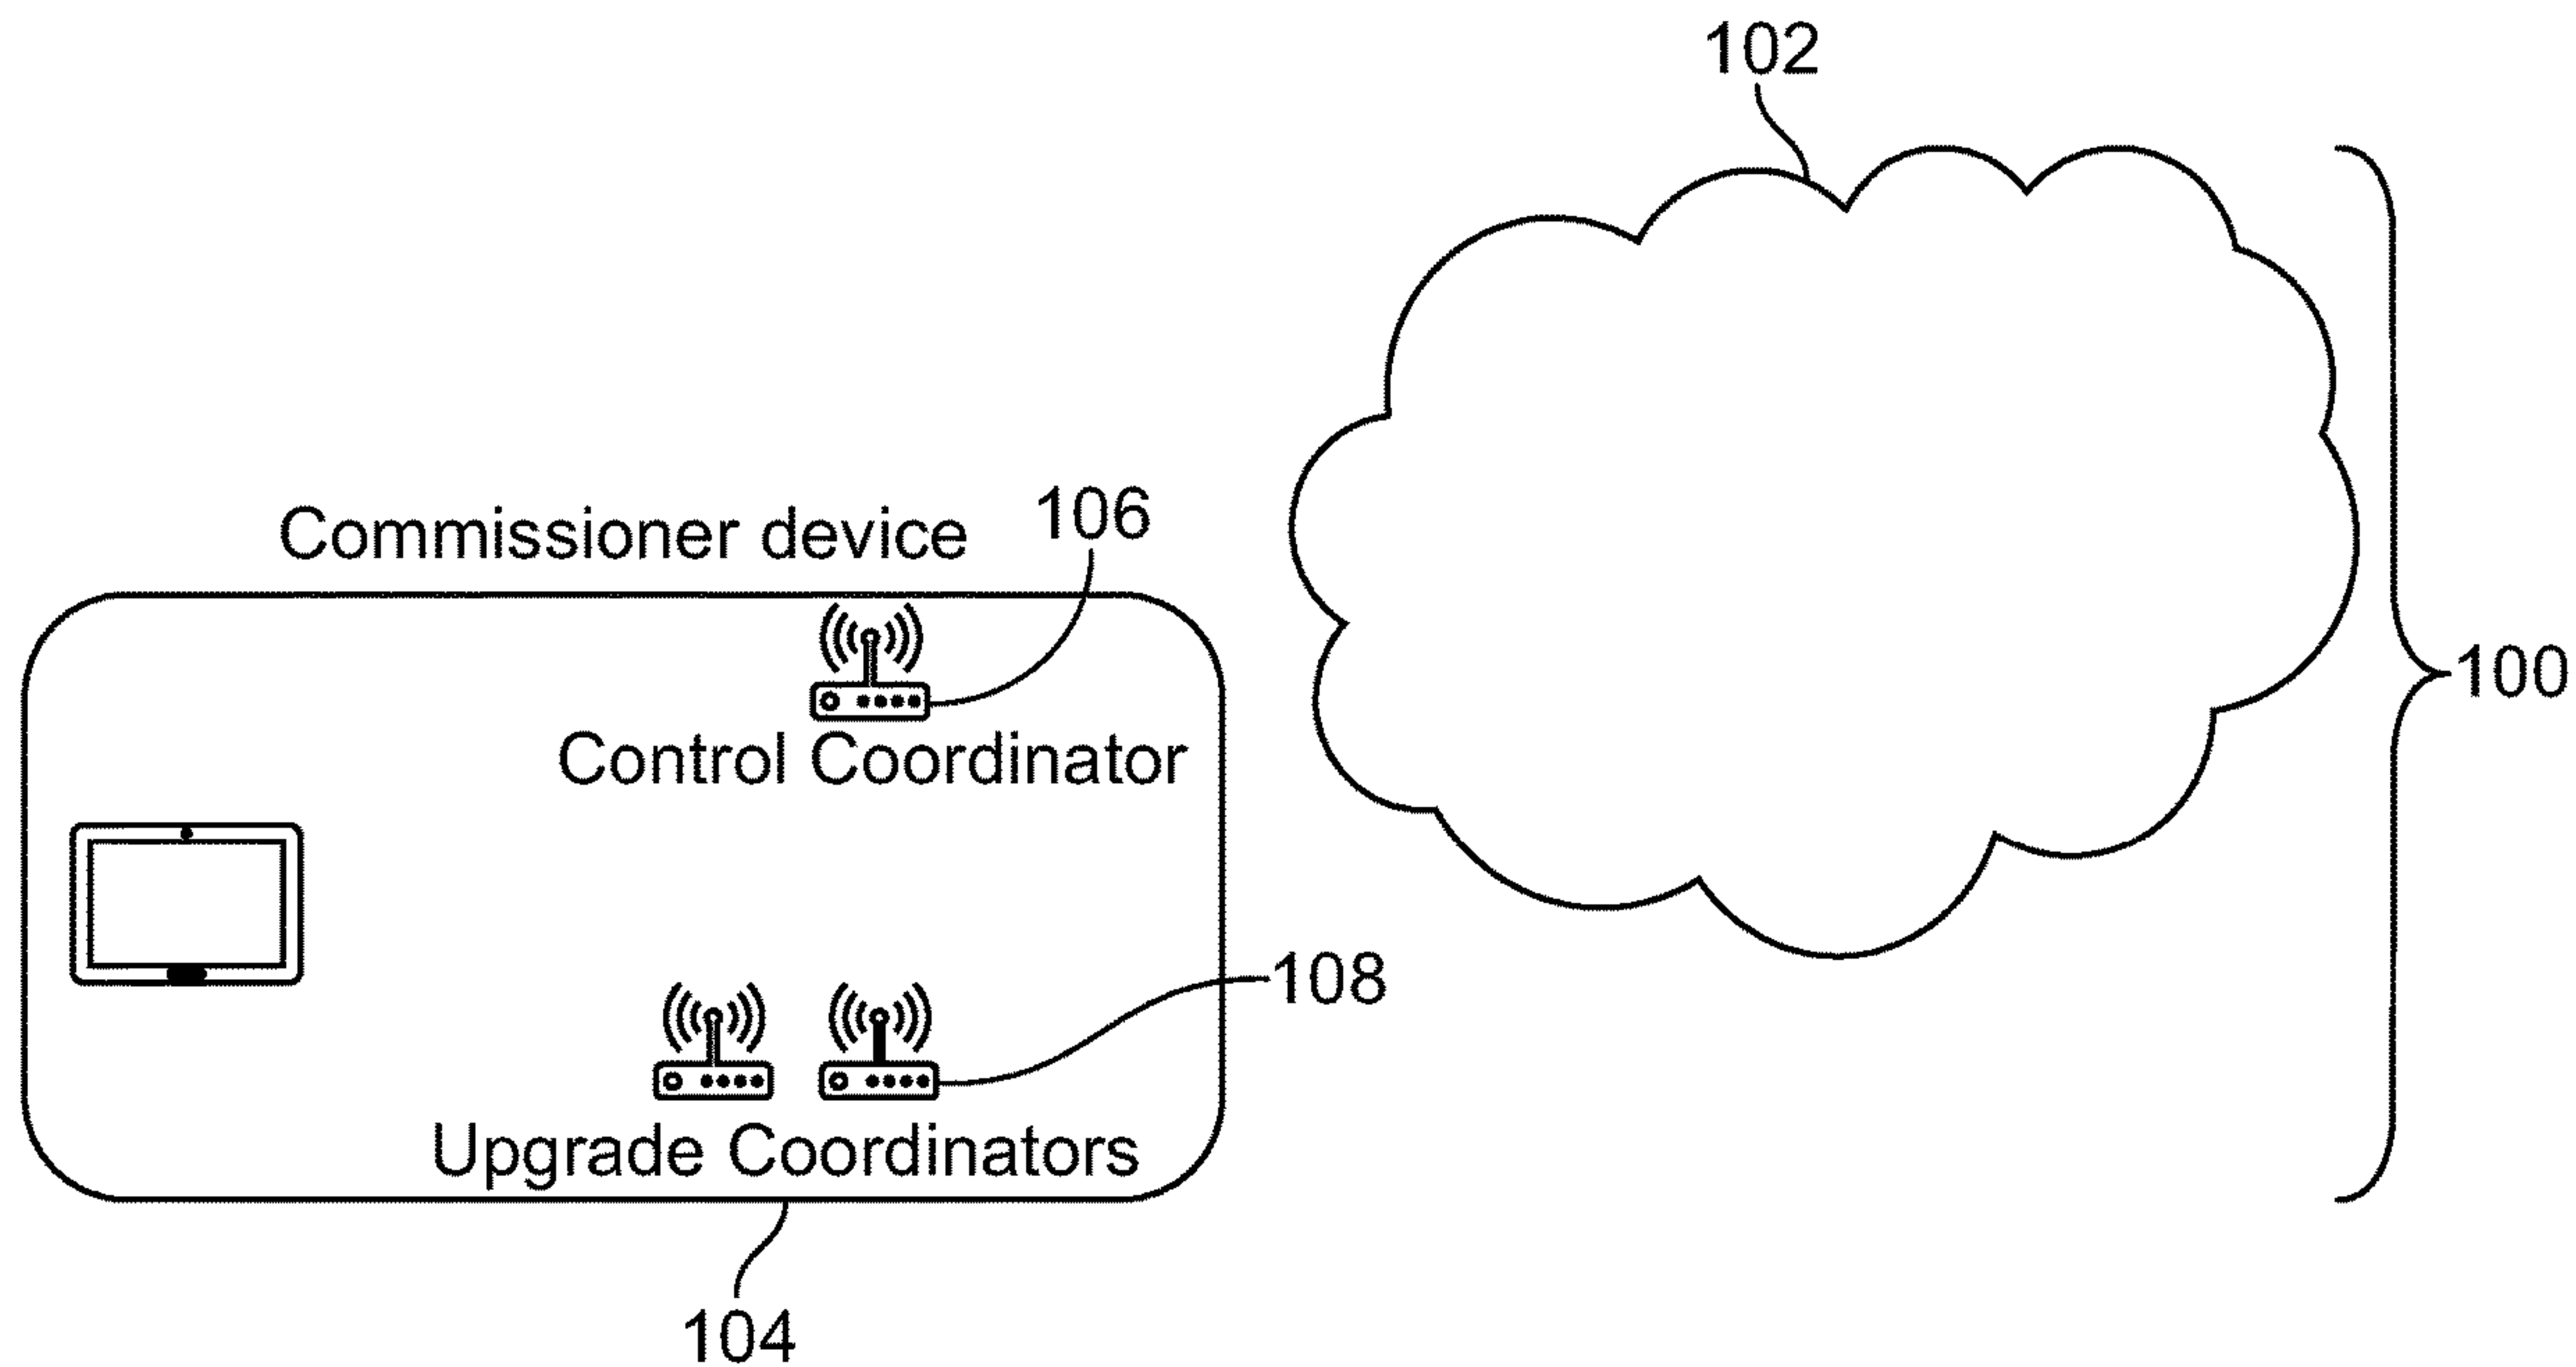 102
Commissioner device
106
Control Coordinator
100
108
Upgrade Coordinators
104